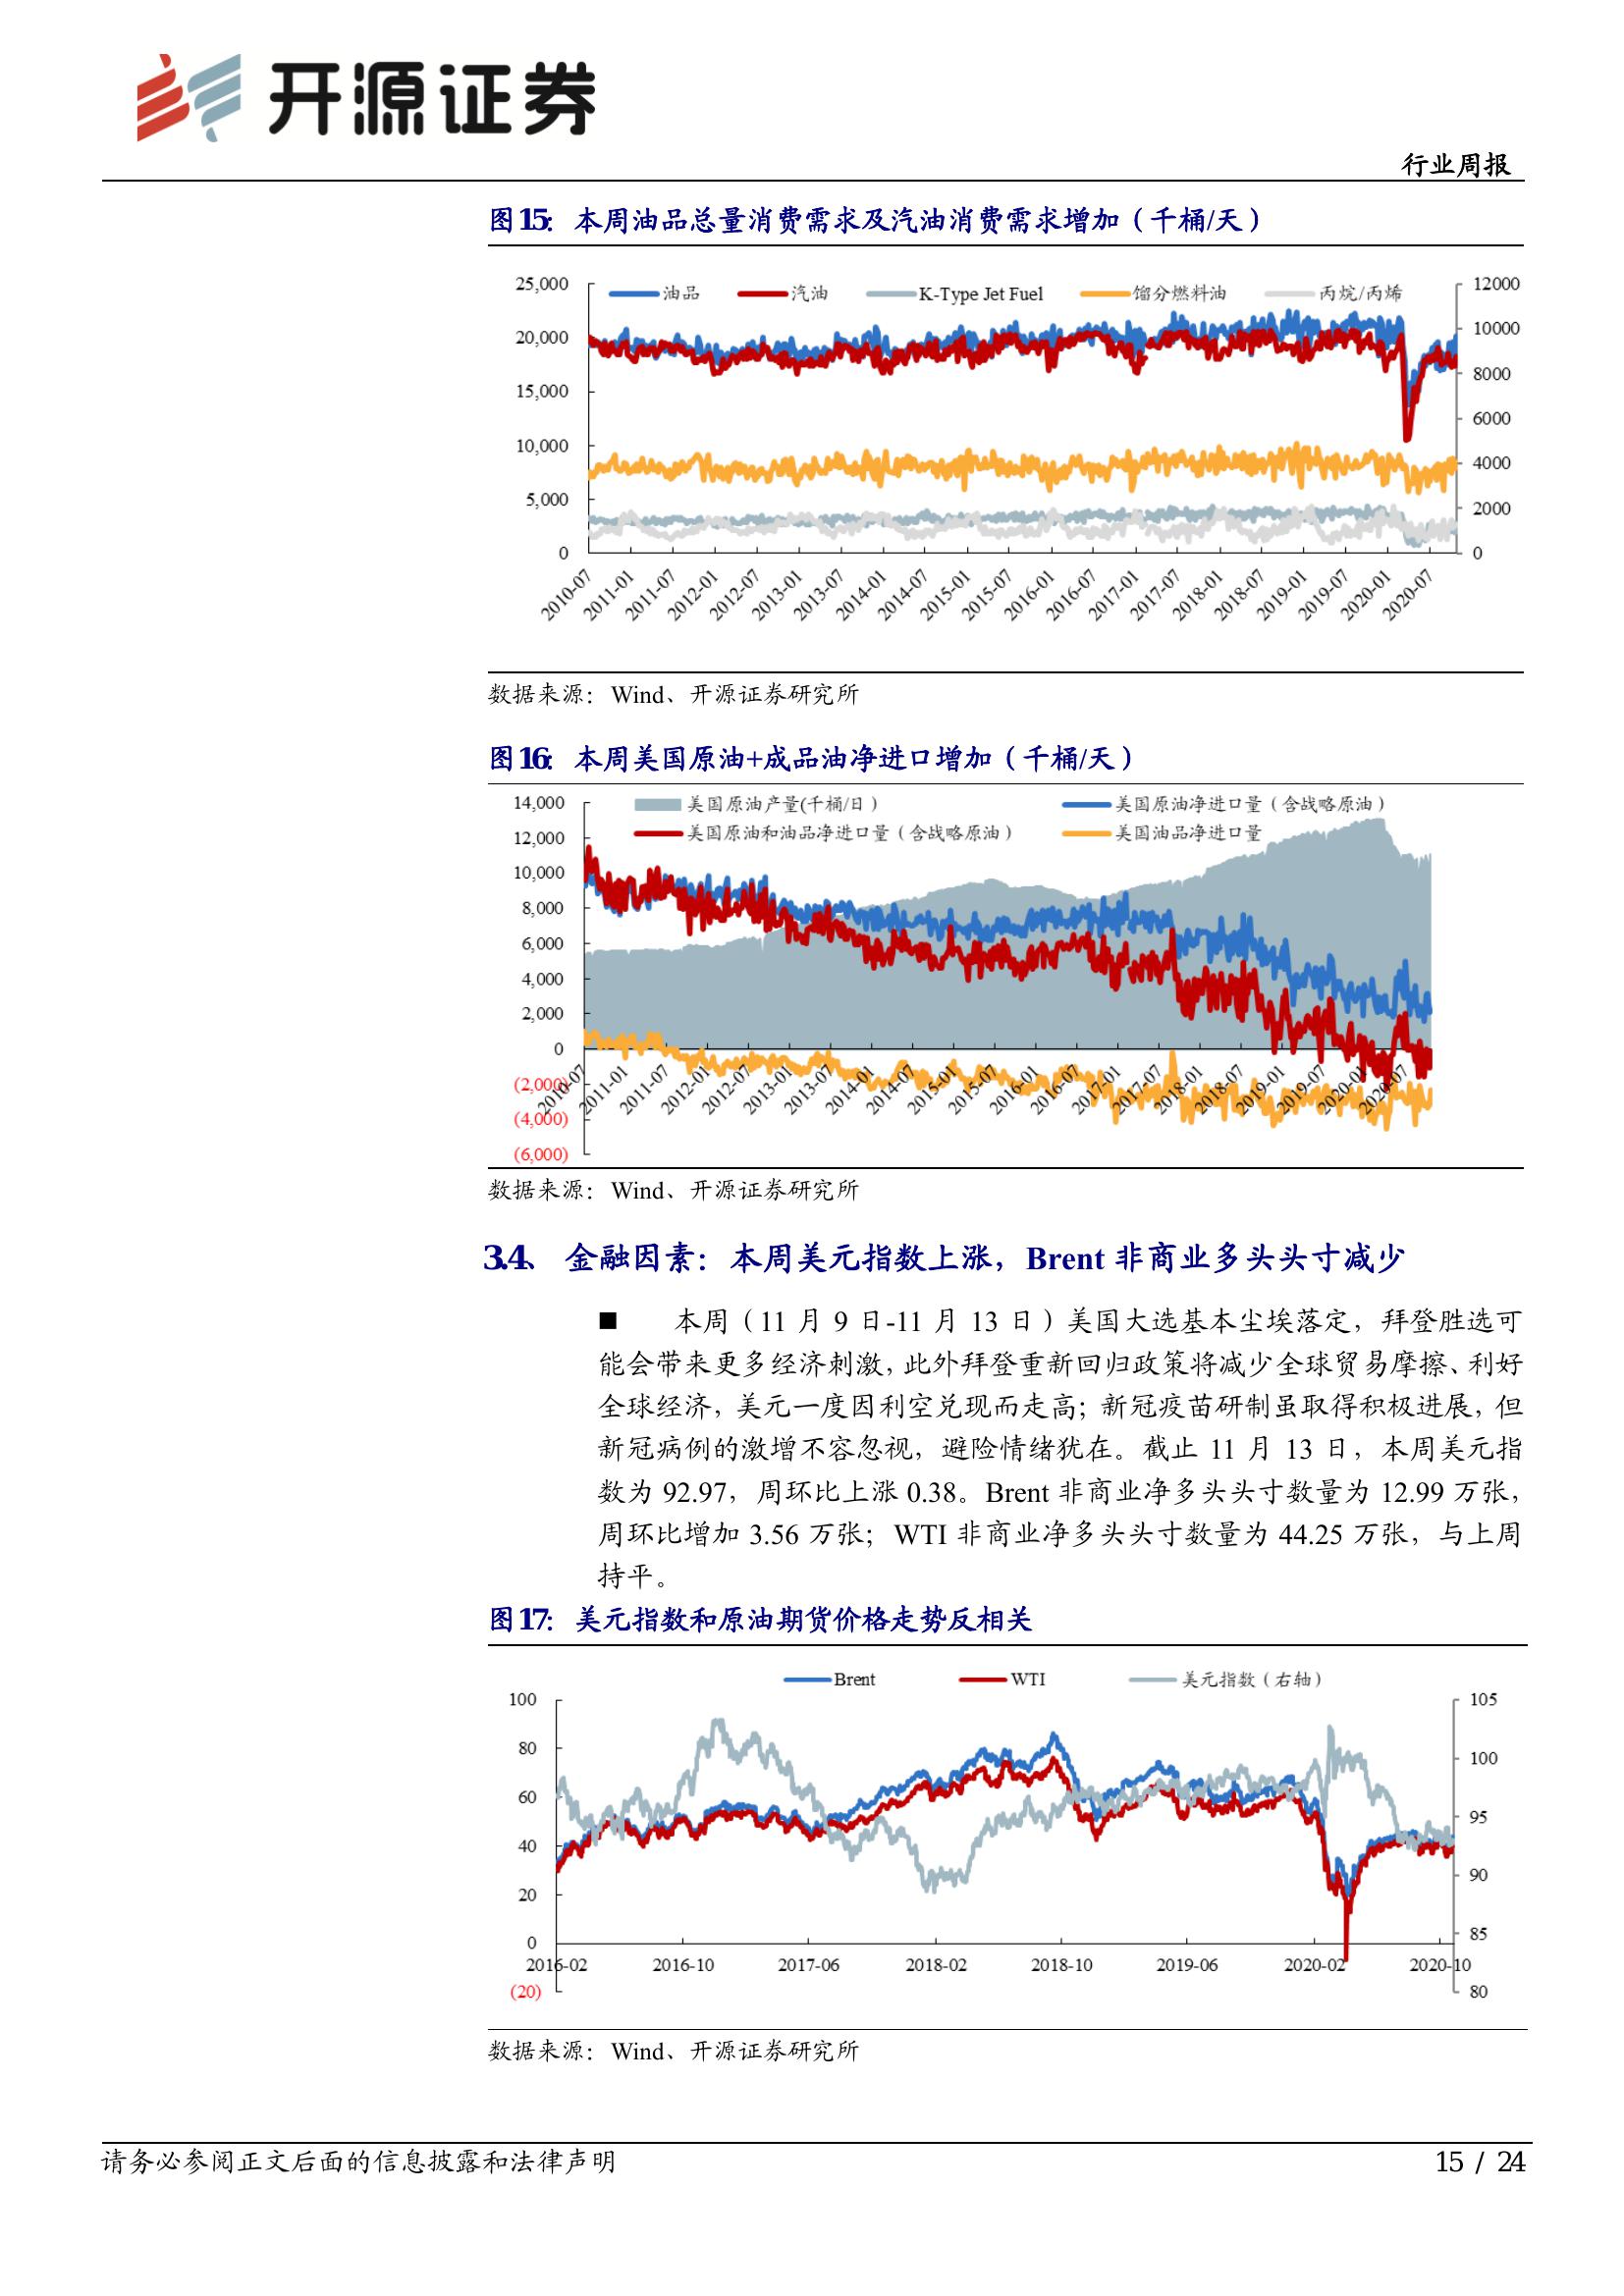 开源证券
行业周报
图15：本周油品总量消费需求及汽油消费需求增加（千桶/天）
油品 汽油 K-Type Jet Fuel 馏分燃料油 丙烷/丙烯
25,000
20,000
15,000
10,000
5,000
0
12000
10000
8000
6000
4000
2000
0
2010-07 2011-01 2011-07 2012-01 2012-07 2013-01 2013-07 2014-01 2014-07 2015-01 2015-07 2016-01 2016-07 2017-01 2017-07 2018-01 2018-07 2019-01 2019-07 2020-01 2020-07
数据来源：Wind、开源证券研究所
图16：本周美国原油+成品油净进口增加（千桶/天）
美国原油产量(千桶/日） 美国原油净进口量（含战略原油）
美国原油和油品净进口量（含战略原油） 美国油品净进口量
14,000
12,000
10,000
8,000
6,000
4,000
2,000
0
(2,000)
(4,000)
(6,000)
2010-07 2011-01 2011-07 2012-01 2012-07 2013-01 2013-07 2014-01 2014-07 2015-01 2015-07 2016-01 2016-07 2017-01 2017-07 2018-01 2018-07 2019-01 2019-07 2020-01 2020-07
数据来源：Wind、开源证券研究所
3.4、 金融因素：本周美元指数上涨，Brent 非商业多头头寸减少
■ 本周（11 月 9 日-11 月 13 日）美国大选基本尘埃落定，拜登胜选可
能会带来更多经济刺激，此外拜登重新回归政策将减少全球贸易摩擦、利好
全球经济，美元一度因利空兑现而走高；新冠疫苗研制虽取得积极进展，但
新冠病例的激增不容忽视，避险情绪犹在。截止 11 月 13 日，本周美元指
数为 92.97，周环比上涨 0.38。Brent 非商业净多头头寸数量为 12.99 万张，
周环比增加 3.56 万张；WTI 非商业净多头头寸数量为 44.25 万张，与上周
持平。
图17：美元指数和原油期货价格走势反相关
Brent WTI 美元指数（右轴）
100
80
60
40
20
0
(20)
105
100
95
90
85
80
2016-02 2016-10 2017-06 2018-02 2018-10 2019-06 2020-02 2020-10
数据来源：Wind、开源证券研究所
请务必参阅正文后面的信息披露和法律声明
15 / 24